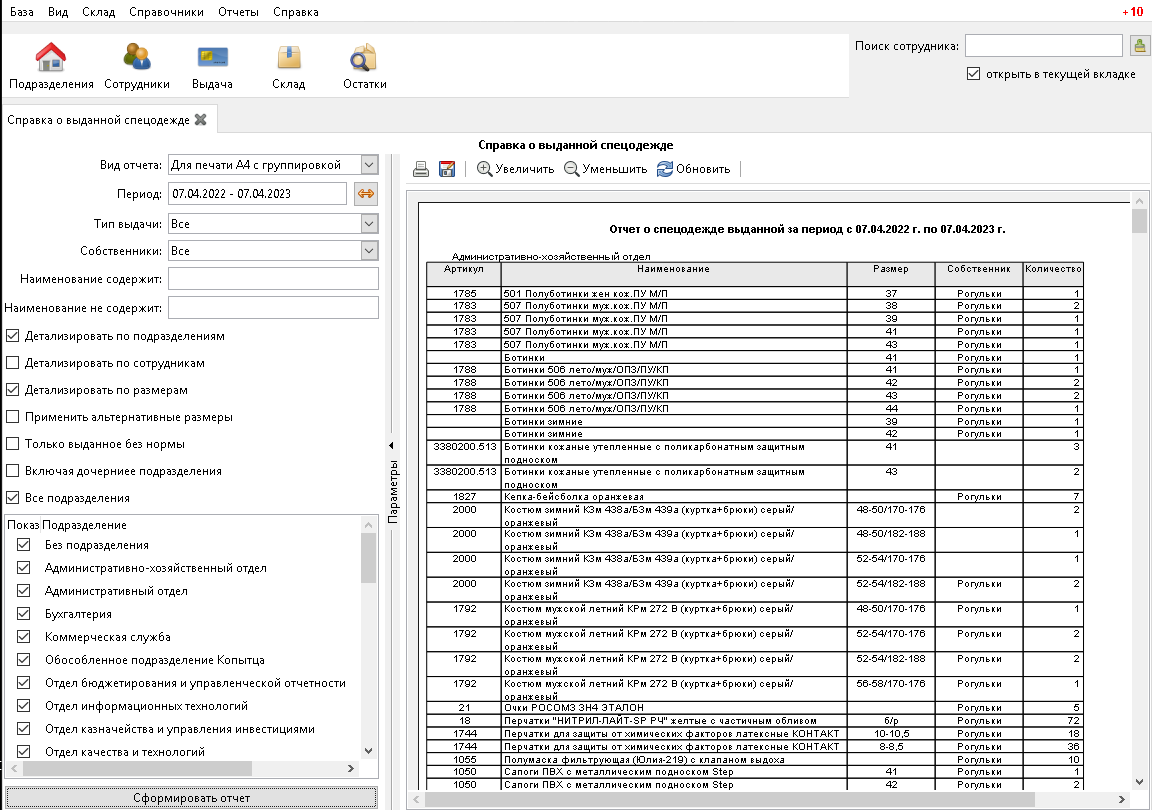 База Вид Склад Справочники Отчеты Справка +10
Подразделения Сотрудники Выдача Склад Остатки
Поиск сотрудника:
открыть в текущей вкладке
Справка о выданной спецодежде
Вид отчета: Для печати А4 с группировкой
Период: 07.04.2022 - 07.04.2023
Тип выдачи: Все
Собственники: Все
Наименование содержит:
Наименование не содержит:
Детализировать по подразделениям
Детализировать по сотрудникам
Детализировать по размерам
Применить альтернативные размеры
Только выданное без нормы
Включая дочерниее подразделения
Все подразделения
Показ Подразделение
Без подразделения
Административно-хозяйственный отдел
Административный отдел
Бухгалтерия
Коммерческая служба
Обособленное подразделение Копытца
Отдел бюджетирования и управленческой отчетности
Отдел информационных технологий
Отдел казначейства и управления инвестициями
Отдел качества и технологий
Сформировать отчет
Параметры
Справка о выданной спецодежде
Увеличить Уменьшить Обновить
Отчет о спецодежде выданной за период с 07.04.2022 г. по 07.04.2023 г.
Административно-хозяйственный отдел
Артикул Наименование Размер Собственник Количество
1785 501 Полуботинки жен кож.ПУ М/П 37 Рогульки 1
1783 507 Полуботинки муж.кож.ПУ М/П 38 Рогульки 2
1783 507 Полуботинки муж.кож.ПУ М/П 39 Рогульки 1
1783 507 Полуботинки муж.кож.ПУ М/П 41 Рогульки 1
1783 507 Полуботинки муж.кож.ПУ М/П 43 Рогульки 1
Ботинки 41 Рогульки 1
1788 Ботинки 506 лето/муж/ОПЗ/ПУ/КП 41 Рогульки 1
1788 Ботинки 506 лето/муж/ОПЗ/ПУ/КП 42 Рогульки 2
1788 Ботинки 506 лето/муж/ОПЗ/ПУ/КП 43 Рогульки 2
1788 Ботинки 506 лето/муж/ОПЗ/ПУ/КП 44 Рогульки 1
Ботинки зимние 39 Рогульки 1
Ботинки зимние 42 Рогульки 1
3380200.513 Ботинки кожаные утепленные с поликарбонатным защитным 41 3
подноском
3380200.513 Ботинки кожаные утепленные с поликарбонатным защитным 43 2
подноском
1827 Кепка-бейсболка оранжевая Рогульки 7
2000 Костюм зимний КЗм 438а/БЗм 439а (куртка+брюки) серый/ 48-50/170-176 2
оранжевый
2000 Костюм зимний КЗм 438а/БЗм 439а (куртка+брюки) серый/ 48-50/182-188 1
оранжевый
2000 Костюм зимний КЗм 438а/БЗм 439а (куртка+брюки) серый/ 52-54/170-176 1
оранжевый
2000 Костюм зимний КЗм 438а/БЗм 439а (куртка+брюки) серый/ 52-54/182-188 Рогульки 2
оранжевый
1792 Костюм мужской летний КРм 272 В (куртка+брюки) серый/ 48-50/170-176 Рогульки 1
оранжевый
1792 Костюм мужской летний КРм 272 В (куртка+брюки) серый/ 52-54/170-176 Рогульки 2
оранжевый
1792 Костюм мужской летний КРм 272 В (куртка+брюки) серый/ 52-54/182-188 Рогульки 2
оранжевый
1792 Костюм мужской летний КРм 272 В (куртка+брюки) серый/ 56-58/170-176 Рогульки 1
оранжевый
21 Очки РОСОМЗ ЗН4 ЭТАЛОН Рогульки 5
18 Перчатки "НИТРИЛ-ЛАЙТ-SP РЧ" желтые с частичным обливом б/р Рогульки 72
1744 Перчатки для защиты от химических факторов латексные КОНТАКТ 10-10,5 Рогульки 18
1744 Перчатки для защиты от химических факторов латексные КОНТАКТ 8-8,5 Рогульки 36
1055 Полумаска фильтрующая (Юлия-219) с клапаном выдоха Рогульки 10
1050 Сапоги ПВХ с металлическим подноском Step 41 Рогульки 1
1050 Сапоги ПВХ с металлическим подноском Step 42 Рогульки 2